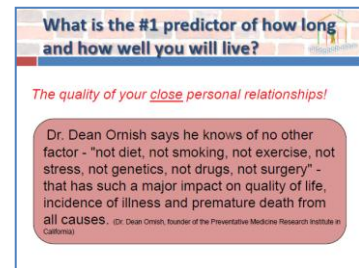 What is the #1 predictor of how long
and how well you will live?
The quality of your close personal relationships!
Dr. Dean Ornish says he knows of no other
factor - "not diet, not smoking, not exercise, not
stress, not genetics, not drugs, not surgery" -
that has such a major impact on quality of life,
incidence of illness and premature death from
all causes. (Dr. Dean Ornish, founder of the Preventative Medicine Research Institute in
California)